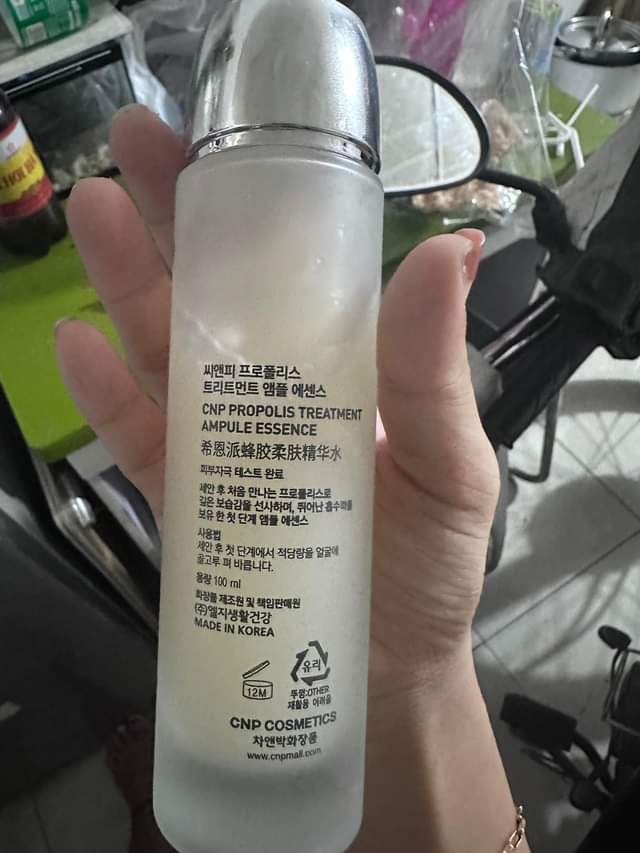 씨앤피 프로폴리스
트리트먼트 앰플 에센스
CNP PROPOLIS TREATMENT
AMPULE ESSENCE
希恩派蜂胶柔肤精华水
피부자극 테스트 완료
세안 후 처음 만나는 프로폴리스로
깊은 보습감을 선사하며, 뛰어난 흡수력을
보유한 첫 단계 앰플 에센스
사용법
세안 후 첫 단계에서 적당량을 얼굴에
골고루 펴 바릅니다.
용량 100 ml
화장품 제조원 및 책임판매원
(주)엘지생활건강
MADE IN KOREA
12M
유리
뚜껑:OTHER
재활용 어려움
CNP COSMETICS
차앤박화장품
www.cnpmall.com